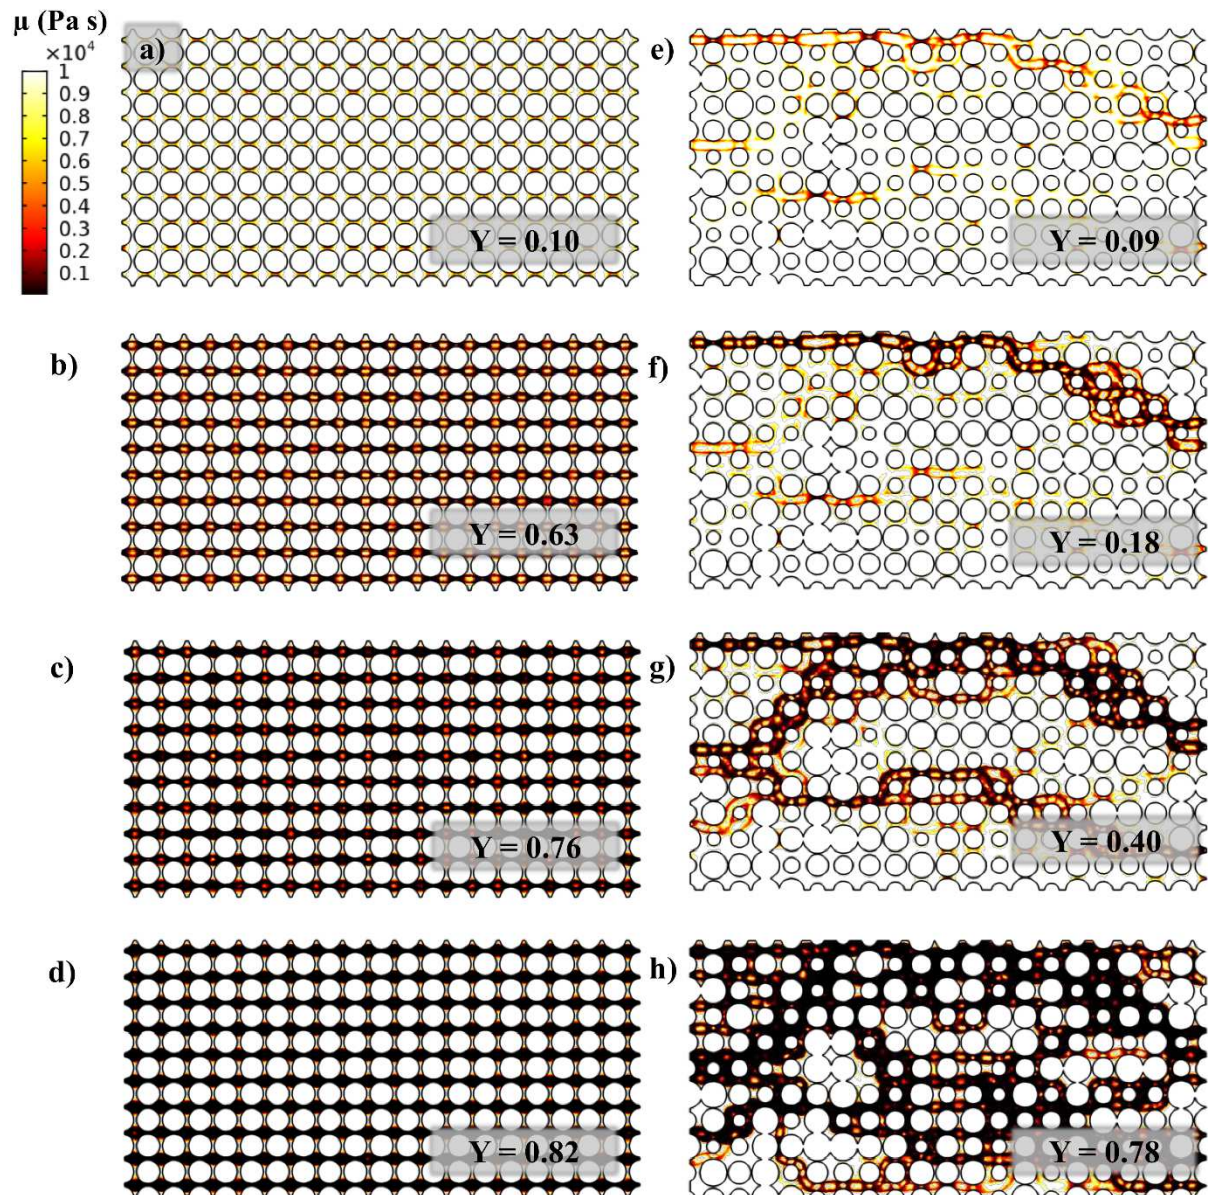 μ (Pa s)
×10⁴
1
0.9
0.8
0.7
0.6
0.5
0.4
0.3
0.2
0.1
a)
Y = 0.10
b)
Y = 0.63
c)
Y = 0.76
d)
Y = 0.82
e)
Y = 0.09
f)
Y = 0.18
g)
Y = 0.40
h)
Y = 0.78